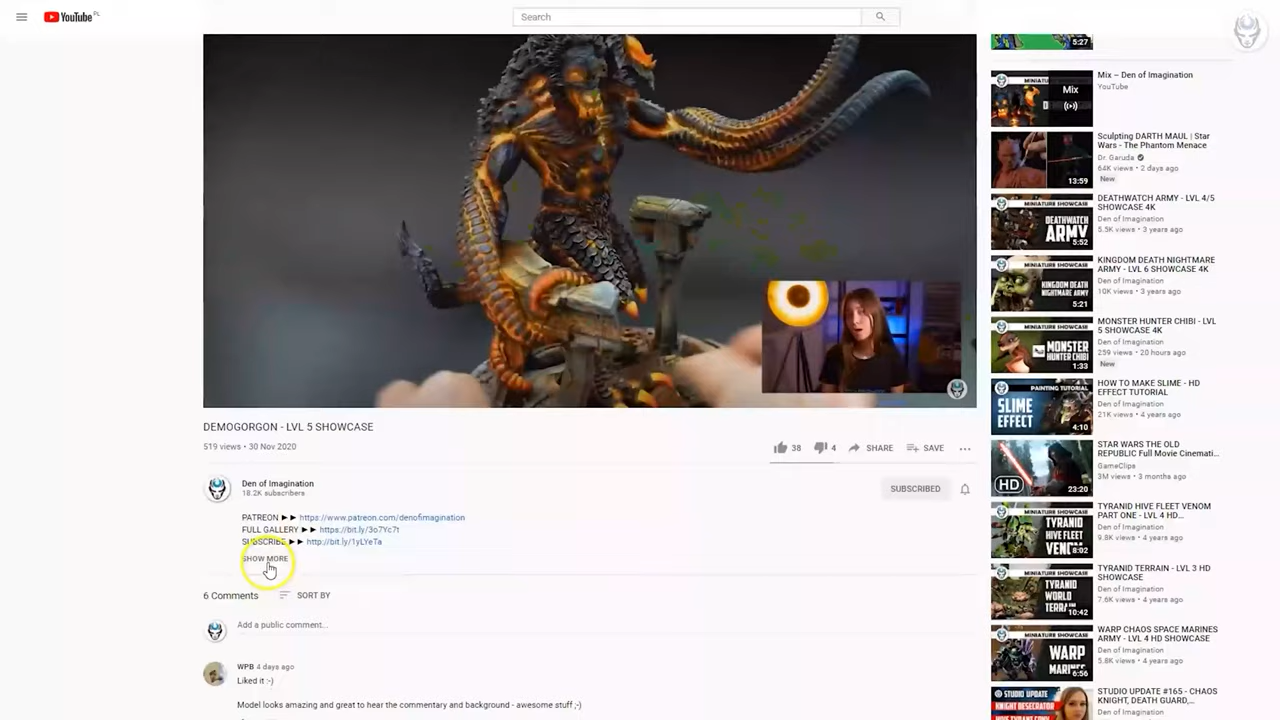 YouTube PL
Search
DEMOGORGON - LVL 5 SHOWCASE
519 views • 30 Nov 2020
38
4
SHARE
SAVE
Den of Imagination
18.2K subscribers
SUBSCRIBED
PATREON ►► https://www.patreon.com/denofimagination
FULL GALLERY ►► https://bit.ly/3o7Yc7t
SUBSCRIBE ►► http://bit.ly/1yLYeTa
SHOW MORE
6 Comments
SORT BY
Add a public comment...
WPB 4 days ago
Liked it :-)
Model looks amazing and great to hear the commentary and background - awesome stuff ;-)
5:27
Mix
Mix – Den of Imagination
YouTube
13:59
Sculpting DARTH MAUL | Star
Wars - The Phantom Menace
Dr. Garuda
64K views • 2 days ago
New
MINIATURE SHOWCASE
DEATHWATCH
ARMY
5:52
DEATHWATCH ARMY - LVL 4/5
SHOWCASE 4K
Den of Imagination
5.5K views • 3 years ago
MINIATURE SHOWCASE
KINGDOM DEATH
NIGHTMARE
ARMY
5:21
KINGDOM DEATH NIGHTMARE
ARMY - LVL 6 SHOWCASE 4K
Den of Imagination
10K views • 3 years ago
MINIATURE SHOWCASE
MONSTER
HUNTER
CHIBI
1:33
MONSTER HUNTER CHIBI - LVL
5 SHOWCASE 4K
Den of Imagination
259 views • 20 hours ago
New
PAINTING TUTORIAL
SLIME
EFFECT
4:10
HOW TO MAKE SLIME - HD
EFFECT TUTORIAL
Den of Imagination
21K views • 4 years ago
HD
23:20
STAR WARS THE OLD
REPUBLIC Full Movie Cinemati...
GameClips
3M views • 3 months ago
MINIATURE SHOWCASE
TYRANID
HIVE FLEET
8:02
TYRANID HIVE FLEET VENOM
PART ONE - LVL 4 HD...
Den of Imagination
9.8K views • 4 years ago
MINIATURE SHOWCASE
TYRANID
WORLD
10:42
TYRANID TERRAIN - LVL 3 HD
SHOWCASE
Den of Imagination
7.6K views • 4 years ago
MINIATURE SHOWCASE
WARP
6:56
WARP CHAOS SPACE MARINES
ARMY - LVL 4 HD SHOWCASE
Den of Imagination
5.8K views • 4 years ago
STUDIO UPDATE
KNIGHT DESECRATOR
STUDIO UPDATE #165 - CHAOS
KNIGHT, DEATH GUARD,...
Den of Imagination